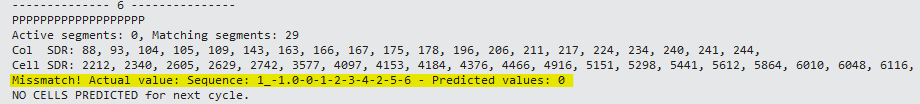 -------------- 6 ---------------
PPPPPPPPPPPPPPPPPPP
Active segments: 0, Matching segments: 29
Col  SDR: 88, 93, 104, 105, 109, 143, 163, 166, 167, 175, 178, 196, 206, 211, 217, 224, 234, 240, 241, 244,
Cell SDR: 2212, 2340, 2605, 2629, 2742, 3577, 4097, 4153, 4184, 4376, 4466, 4916, 5151, 5298, 5441, 5612, 5864, 6010, 6048, 6116,
Missmatch! Actual value: Sequence: 1_-1.0-0-1-2-3-4-2-5-6 - Predicted values: 0
NO CELLS PREDICTED for next cycle.